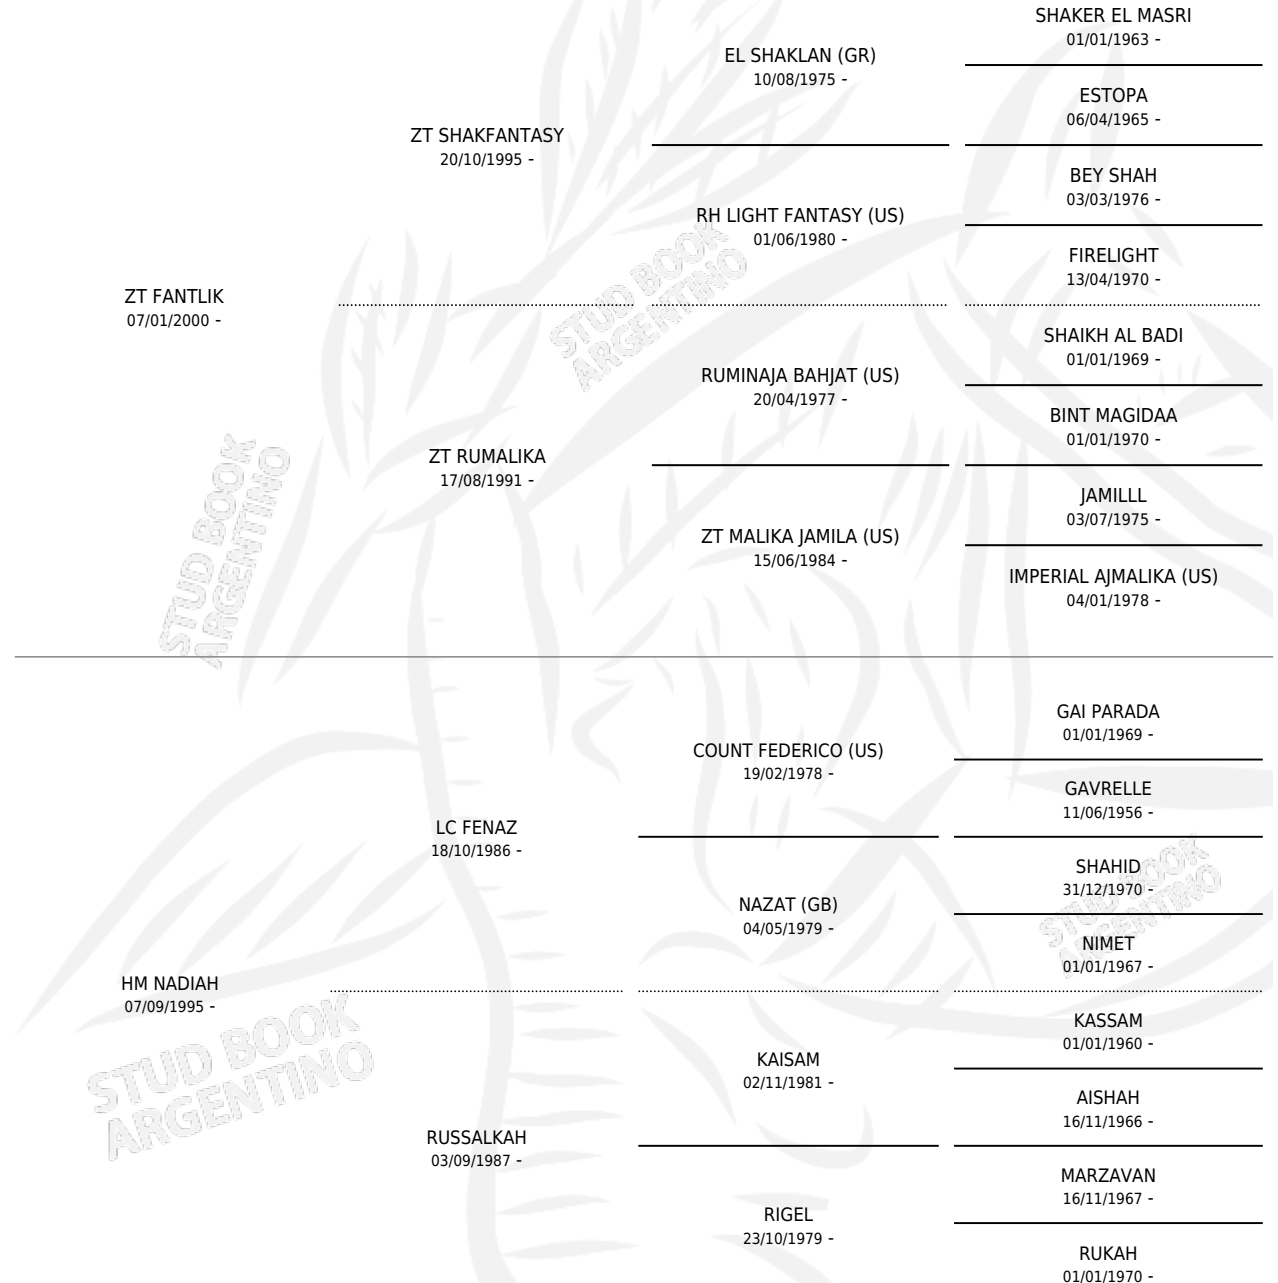 SHAKER EL MASRI
01/01/1963 -
EL SHAKLAN (GR)
10/08/1975 -
ESTOPA
06/04/1965 -
ZT SHAKFANTASY
20/10/1995 -
BEY SHAH
03/03/1976 -
RH LIGHT FANTASY (US)
01/06/1980 -
FIRELIGHT
13/04/1970 -
ZT FANTLIK
07/01/2000 -
SHAIKH AL BADI
01/01/1969 -
RUMINAJA BAHJAT (US)
20/04/1977 -
BINT MAGIDAA
01/01/1970 -
ZT RUMALIKA
17/08/1991 -
JAMILLL
03/07/1975 -
ZT MALIKA JAMILA (US)
15/06/1984 -
IMPERIAL AJMALIKA (US)
04/01/1978 -
GAI PARADA
01/01/1969 -
COUNT FEDERICO (US)
19/02/1978 -
GAVRELLE
11/06/1956 -
LC FENAZ
18/10/1986 -
SHAHID
31/12/1970 -
NAZAT (GB)
04/05/1979 -
NIMET
01/01/1967 -
HM NADIAH
07/09/1995 -
KASSAM
01/01/1960 -
KAISAM
02/11/1981 -
AISHAH
16/11/1966 -
RUSSALKAH
03/09/1987 -
MARZAVAN
16/11/1967 -
RIGEL
23/10/1979 -
RUKAH
01/01/1970 -
STUD BOOK
ARGENTINO
STUD BOOK
ARGENTINO
STUD BOOK
ARGENTINO
STUD BOOK
ARGENTINO